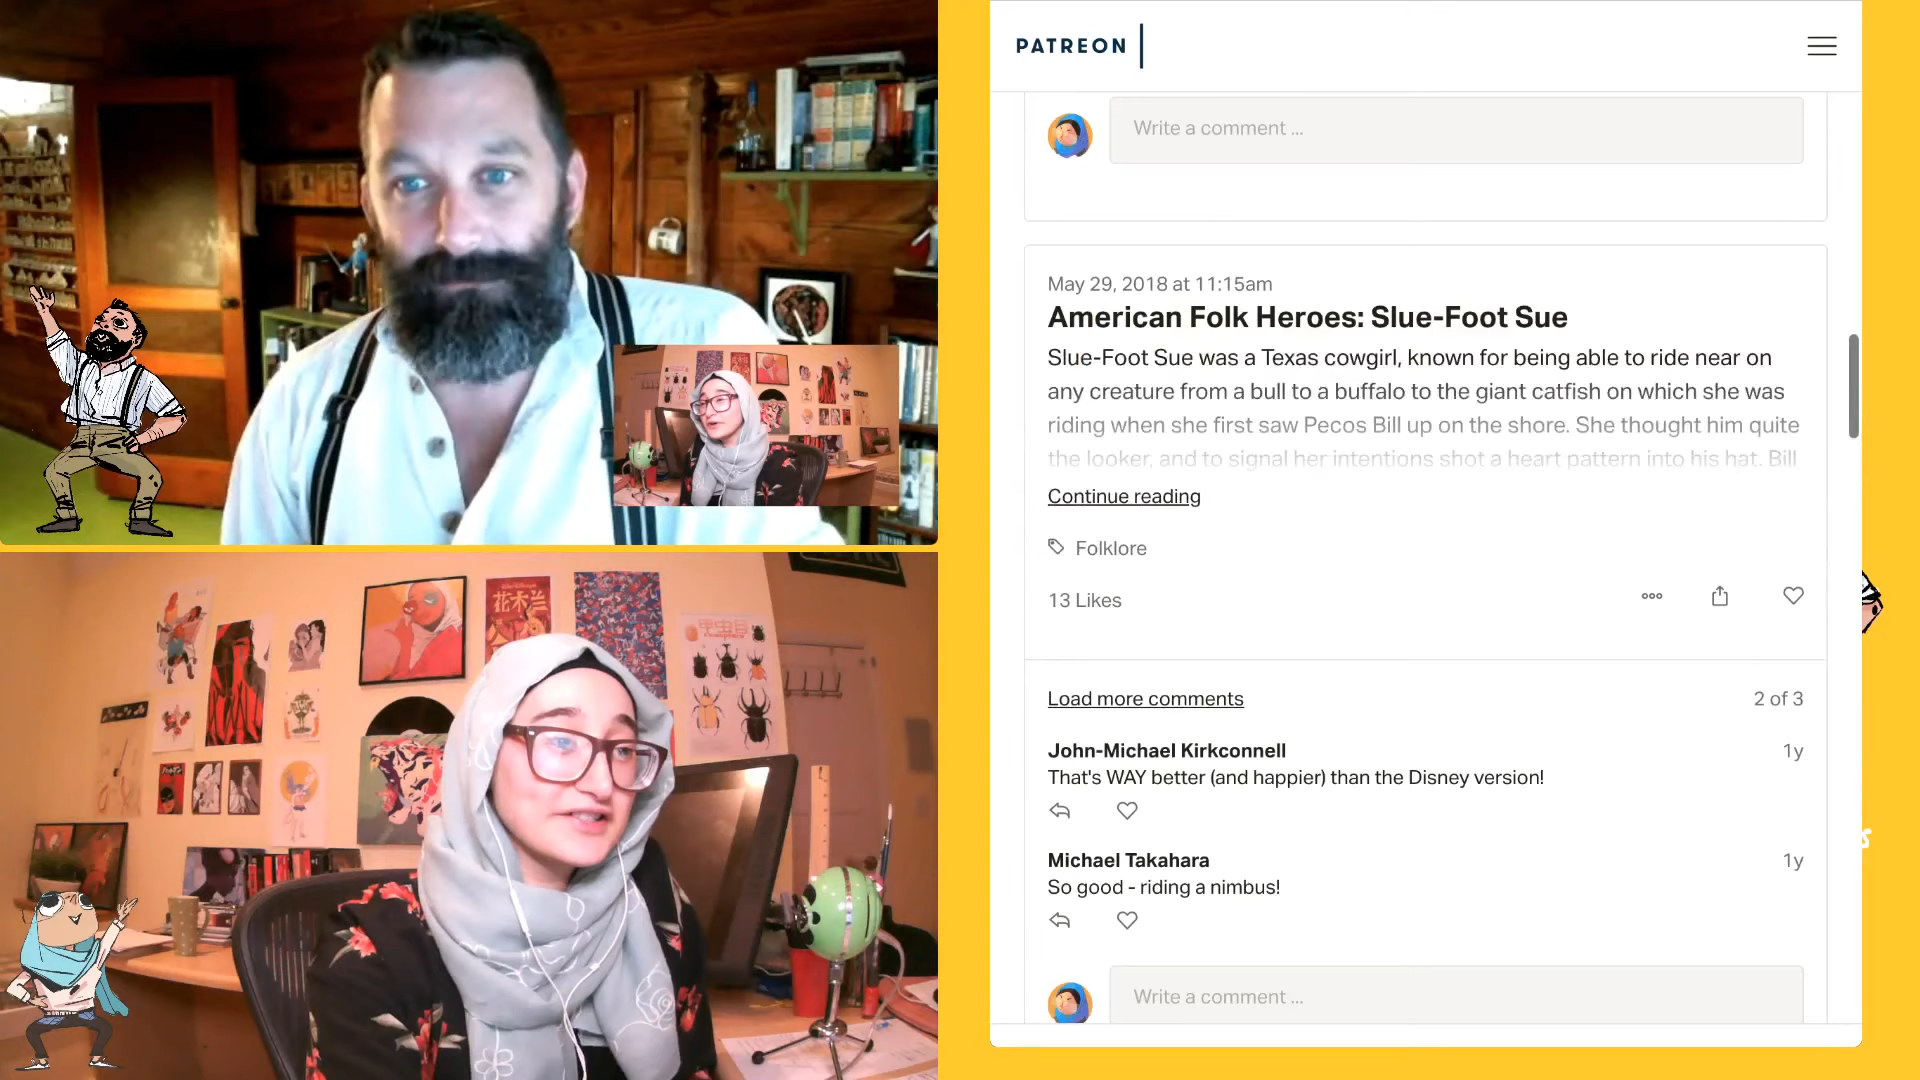 PATREON
Write a comment ...
May 29, 2018 at 11:15am
American Folk Heroes: Slue-Foot Sue
Slue-Foot Sue was a Texas cowgirl, known for being able to ride near on
any creature from a bull to a buffalo to the giant catfish on which she was
riding when she first saw Pecos Bill up on the shore. She thought him quite
the looker, and to signal her intentions shot a heart pattern into his hat. Bill
Continue reading
Folklore
13 Likes
Load more comments
2 of 3
John-Michael Kirkconnell
1y
That's WAY better (and happier) than the Disney version!
Michael Takahara
1y
So good - riding a nimbus!
Write a comment ...
花木兰
甲虫目